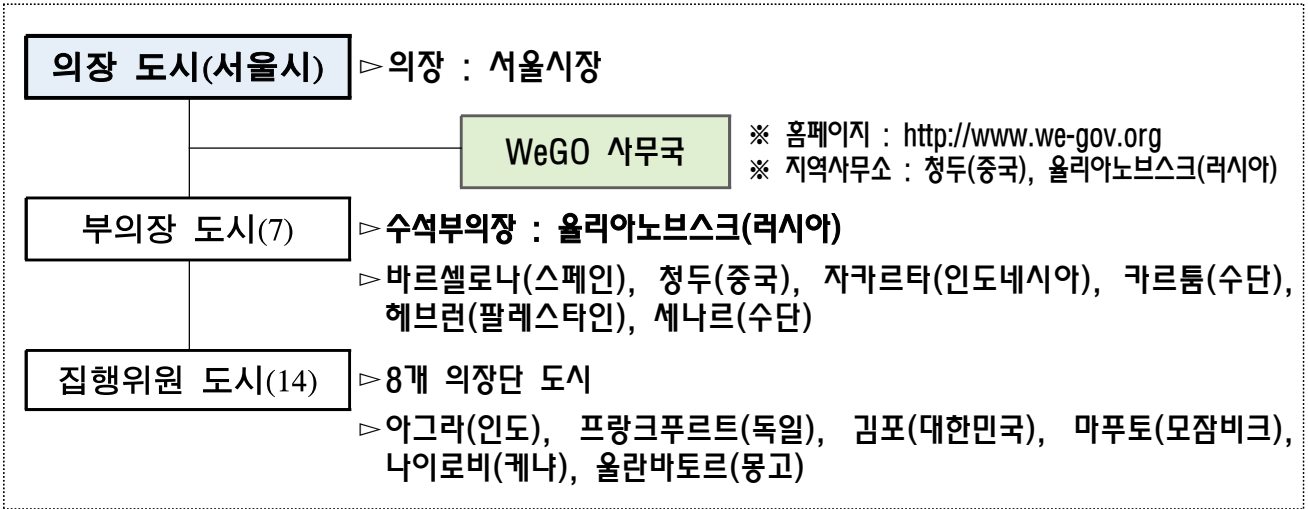 의장 도시(서울시) ▷의장 : 서울시장
WeGO 사무국
※ 홈페이지 : http://www.we-gov.org
※ 지역사무소 : 청두(중국), 율리아노브스크(러시아)
부의장 도시(7) ▷수석부의장 : 율리아노브스크(러시아)
▷바르셀로나(스페인), 청두(중국), 자카르타(인도네시아), 카르툼(수단),
헤브런(팔레스타인), 세나르(수단)
집행위원 도시(14) ▷8개 의장단 도시
▷아그라(인도), 프랑크푸르트(독일), 김포(대한민국), 마푸토(모잠비크),
나이로비(케냐), 울란바토르(몽고)